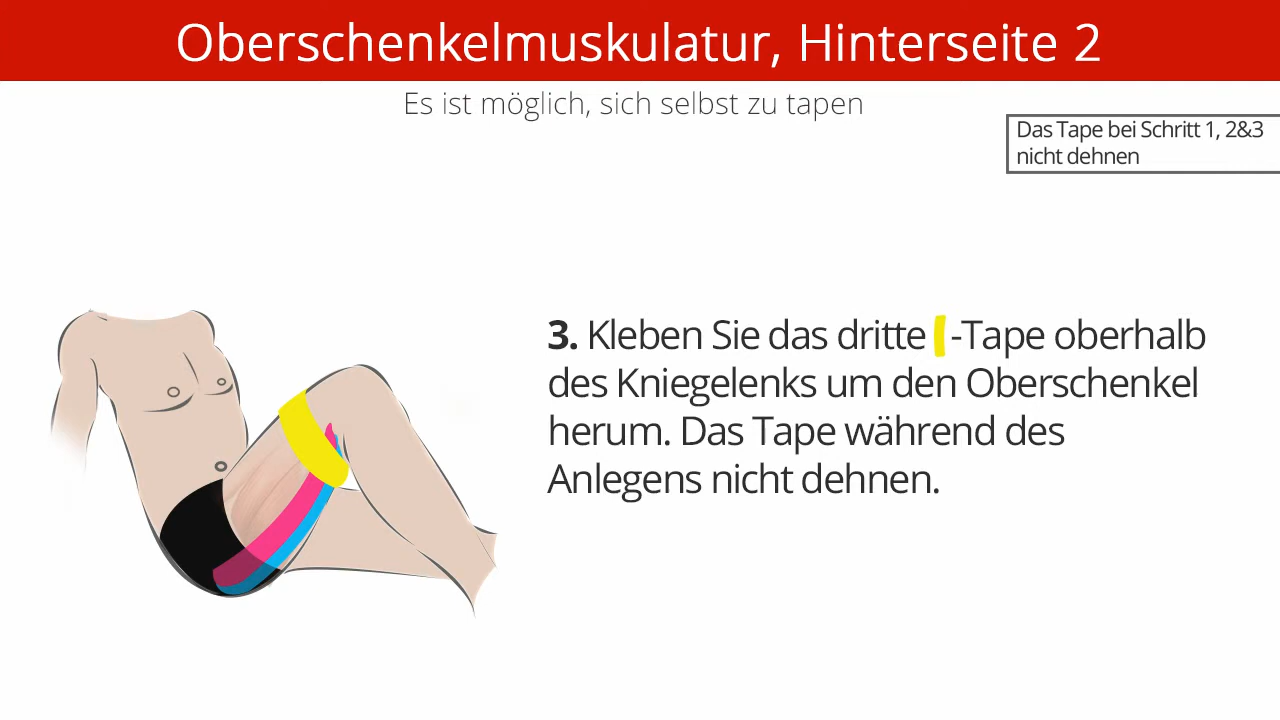 Oberschenkelmuskulatur, Hinterseite 2
Es ist möglich, sich selbst zu tapen
Das Tape bei Schritt 1, 2&3
nicht dehnen
3. Kleben Sie das dritte I-Tape oberhalb
des Kniegelenks um den Oberschenkel
herum. Das Tape während des
Anlegens nicht dehnen.